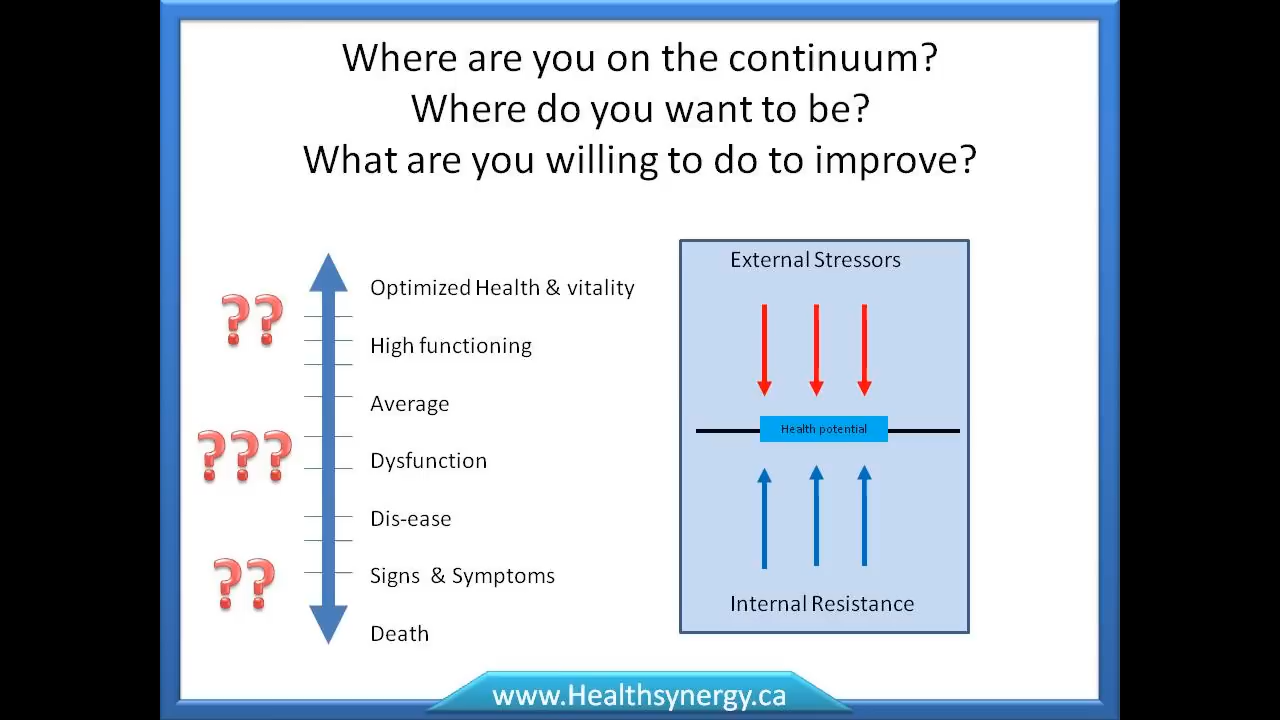 Where are you on the continuum?
Where do you want to be?
What are you willing to do to improve?
??
???
??
Optimized Health & vitality
High functioning
Average
Dysfunction
Dis-ease
Signs & Symptoms
Death
External Stressors
Health potential
Internal Resistance
www.Healthsynergy.ca